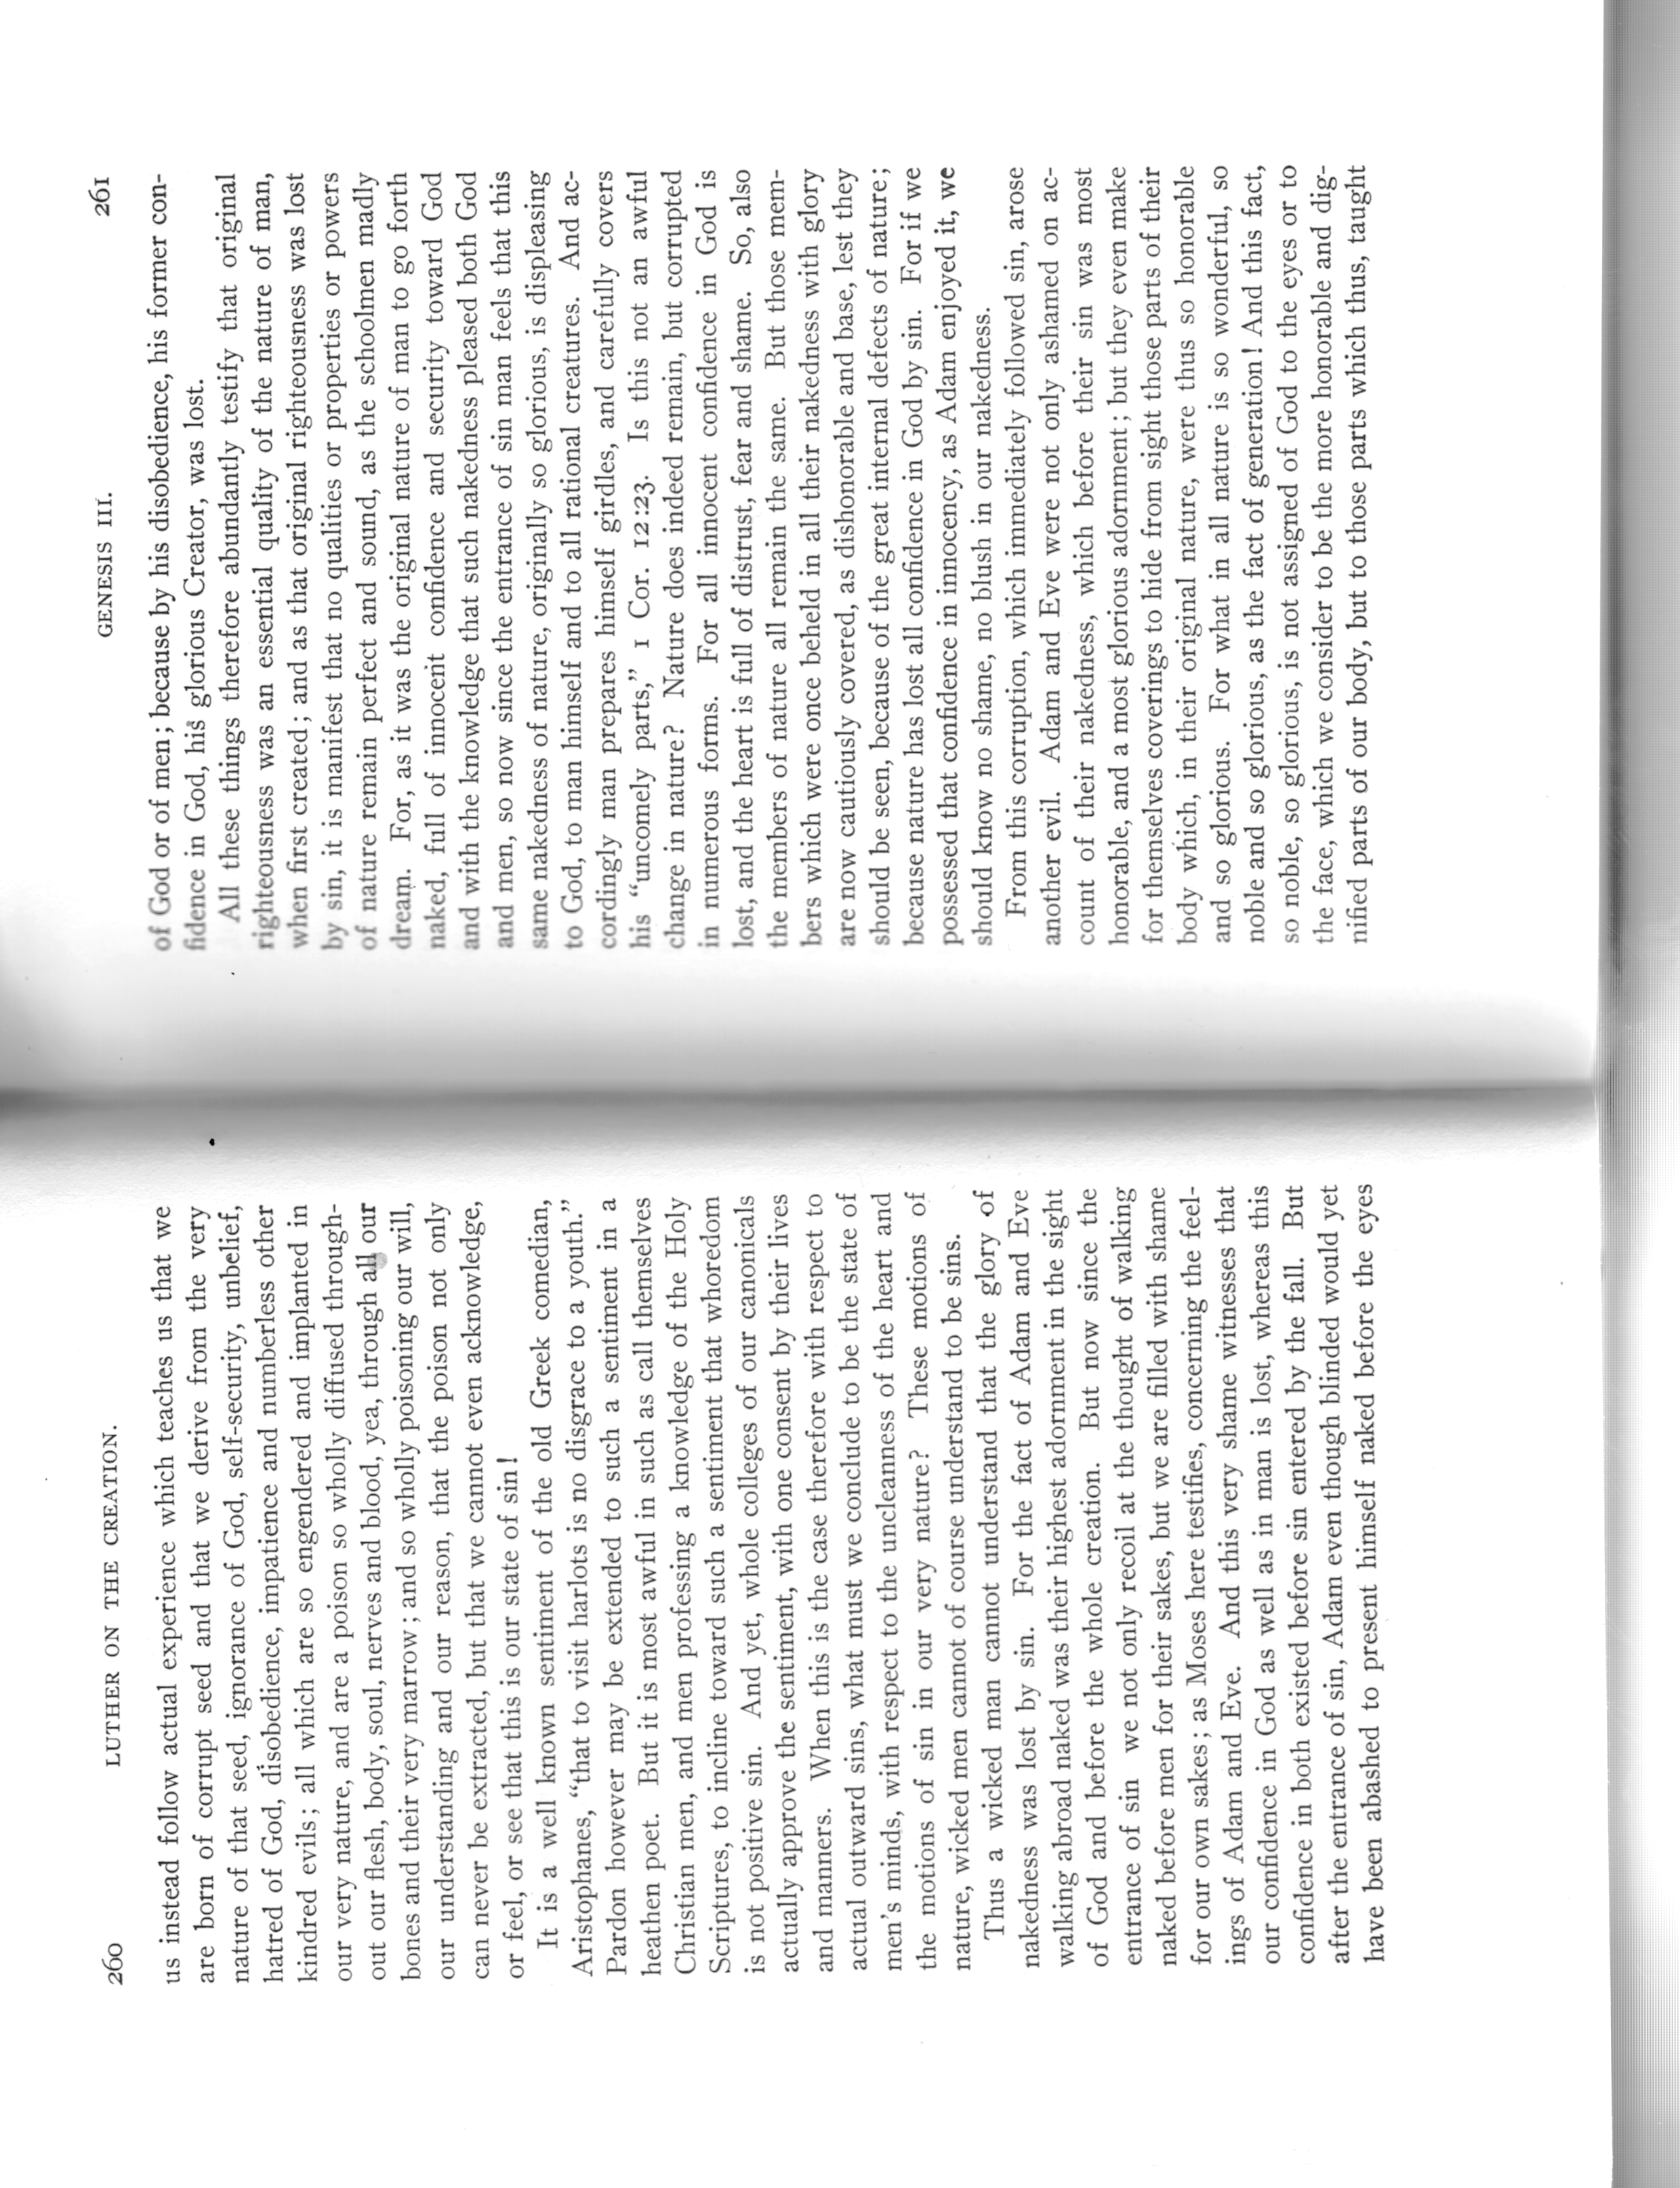 260 LUTHER ON THE CREATION.
us instead follow actual experience which teaches us that we
are born of corrupt seed and that we derive from the very
nature of that seed, ignorance of God, self-security, unbelief,
hatred of God, disobedience, impatience and numberless other
kindred evils; all which are so engendered and implanted in
our very nature, and are a poison so wholly diffused through-
out our flesh, body, soul, nerves and blood, yea, through all our
bones and their very marrow; and so wholly poisoning our will,
our understanding and our reason, that the poison not only
can never be extracted, but that we cannot even acknowledge,
or feel, or see that this is our state of sin!
It is a well known sentiment of the old Greek comedian,
Aristophanes, “that to visit harlots is no disgrace to a youth.”
Pardon however may be extended to such a sentiment in a
heathen poet. But it is most awful in such as call themselves
Christian men, and men professing a knowledge of the Holy
Scriptures, to incline toward such a sentiment that whoredom
is not positive sin. And yet, whole colleges of our canonicals
actually approve the sentiment, with one consent by their lives
and manners. When this is the case therefore with respect to
actual outward sins, what must we conclude to be the state of
men's minds, with respect to the uncleanness of the heart and
the motions of sin in our very nature? These motions of
nature, wicked men cannot of course understand to be sins.
Thus a wicked man cannot understand that the glory of
nakedness was lost by sin. For the fact of Adam and Eve
walking abroad naked was their highest adornment in the sight
of God and before the whole creation. But now since the
entrance of sin we not only recoil at the thought of walking
naked before men for their sakes, but we are filled with shame
for our own sakes; as Moses here testifies, concerning the feel-
ings of Adam and Eve. And this very shame witnesses that
our confidence in God as well as in man is lost, whereas this
confidence in both existed before sin entered by the fall. But
after the entrance of sin, Adam even though blinded would yet
have been abashed to present himself naked before the eyes
GENESIS III. 261
of God or of men; because by his disobedience, his former con-
fidence in God, his glorious Creator, was lost.
All these things therefore abundantly testify that original
righteousness was an essential quality of the nature of man,
when first created; and as that original righteousness was lost
by sin, it is manifest that no qualities or properties or powers
of nature remain perfect and sound, as the schoolmen madly
dream. For, as it was the original nature of man to go forth
naked, full of innocent confidence and security toward God
and with the knowledge that such nakedness pleased both God
and men, so now since the entrance of sin man feels that this
same nakedness of nature, originally so glorious, is displeasing
to God, to man himself and to all rational creatures. And ac-
cordingly man prepares himself girdles, and carefully covers
his “uncomely parts,” 1 Cor. 12:23. Is this not an awful
change in nature? Nature does indeed remain, but corrupted
in numerous forms. For all innocent confidence in God is
lost, and the heart is full of distrust, fear and shame. So, also
the members of nature all remain the same. But those mem-
bers which were once beheld in all their nakedness with glory
are now cautiously covered, as dishonorable and base, lest they
should be seen, because of the great internal defects of nature;
because nature has lost all confidence in God by sin. For if we
possessed that confidence in innocency, as Adam enjoyed it, we
should know no shame, no blush in our nakedness.
From this corruption, which immediately followed sin, arose
another evil. Adam and Eve were not only ashamed on ac-
count of their nakedness, which before their sin was most
honorable, and a most glorious adornment; but they even make
for themselves coverings to hide from sight those parts of their
body which, in their original nature, were thus so honorable
and so glorious. For what in all nature is so wonderful, so
noble and so glorious, as the fact of generation! And this fact,
so noble, so glorious, is not assigned of God to the eyes or to
the face, which we consider to be the more honorable and dig-
nified parts of our body, but to those parts which thus, taught